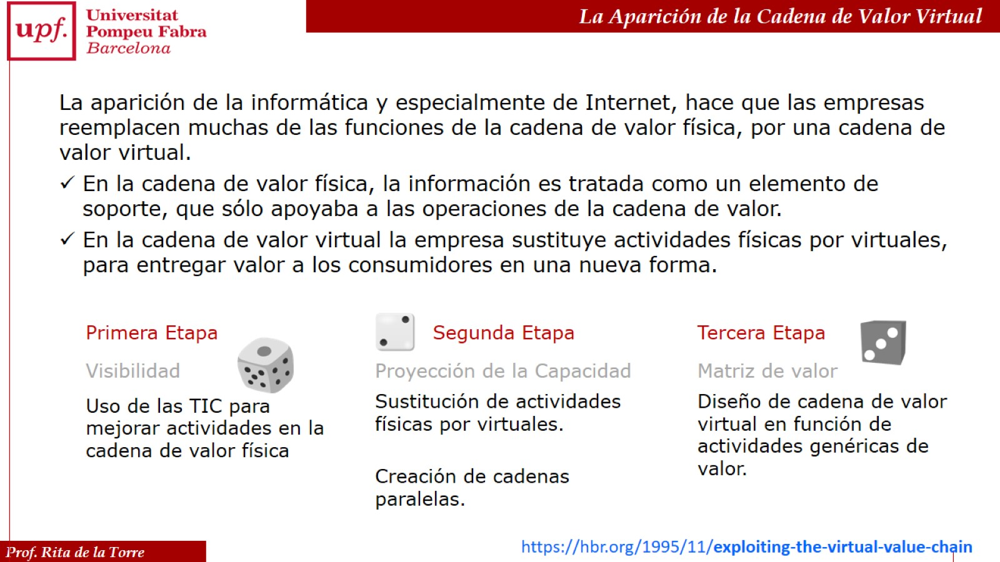 upf.
Universitat
Pompeu Fabra
Barcelona
La Aparición de la Cadena de Valor Virtual
La aparición de la informática y especialmente de Internet, hace que las empresas
reemplacen muchas de las funciones de la cadena de valor física, por una cadena de
valor virtual.
✓ En la cadena de valor física, la información es tratada como un elemento de
soporte, que sólo apoyaba a las operaciones de la cadena de valor.
✓ En la cadena de valor virtual la empresa sustituye actividades físicas por virtuales,
para entregar valor a los consumidores en una nueva forma.
Primera Etapa
Visibilidad
Uso de las TIC para
mejorar actividades en la
cadena de valor física
Segunda Etapa
Proyección de la Capacidad
Sustitución de actividades
físicas por virtuales.
Creación de cadenas
paralelas.
Tercera Etapa
Matriz de valor
Diseño de cadena de valor
virtual en función de
actividades genéricas de
valor.
Prof. Rita de la Torre
https://hbr.org/1995/11/exploiting-the-virtual-value-chain